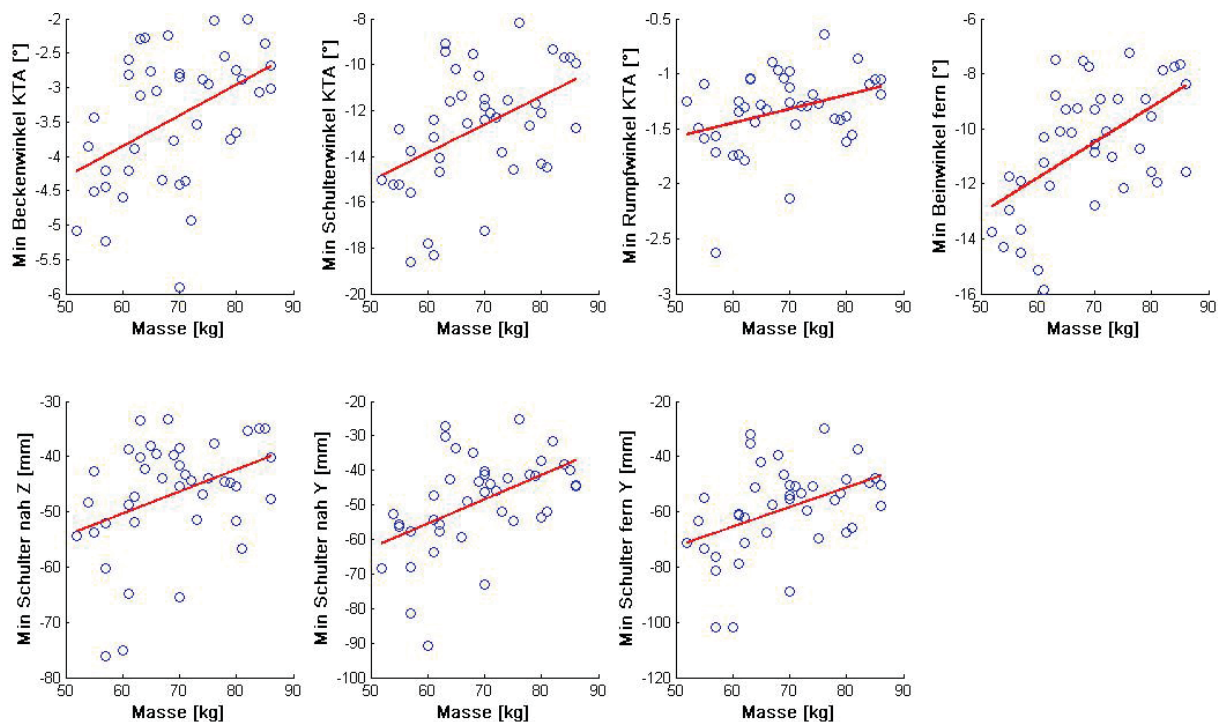 Min Beckenwinkel KTA [°]
-2
-2.5
-3
-3.5
-4
-4.5
-5
-5.5
-6
50 60 70 80 90
Masse [kg]
Min Schulterwinkel KTA [°]
-8
-10
-12
-14
-16
-18
-20
50 60 70 80 90
Masse [kg]
Min Rumpfwinkel KTA [°]
-0.5
-1
-1.5
-2
-2.5
-3
50 60 70 80 90
Masse [kg]
Min Beinwinkel fern [°]
-6
-8
-10
-12
-14
-16
50 60 70 80 90
Masse [kg]
Min Schulter nah Z [mm]
-20
-30
-40
-50
-60
-70
-80
50 60 70 80 90
Masse [kg]
Min Schulter nah Y [mm]
-20
-30
-40
-50
-60
-70
-80
-90
-100
50 60 70 80 90
Masse [kg]
Min Schulter fern Y [mm]
-20
-40
-60
-80
-100
-120
50 60 70 80 90
Masse [kg]